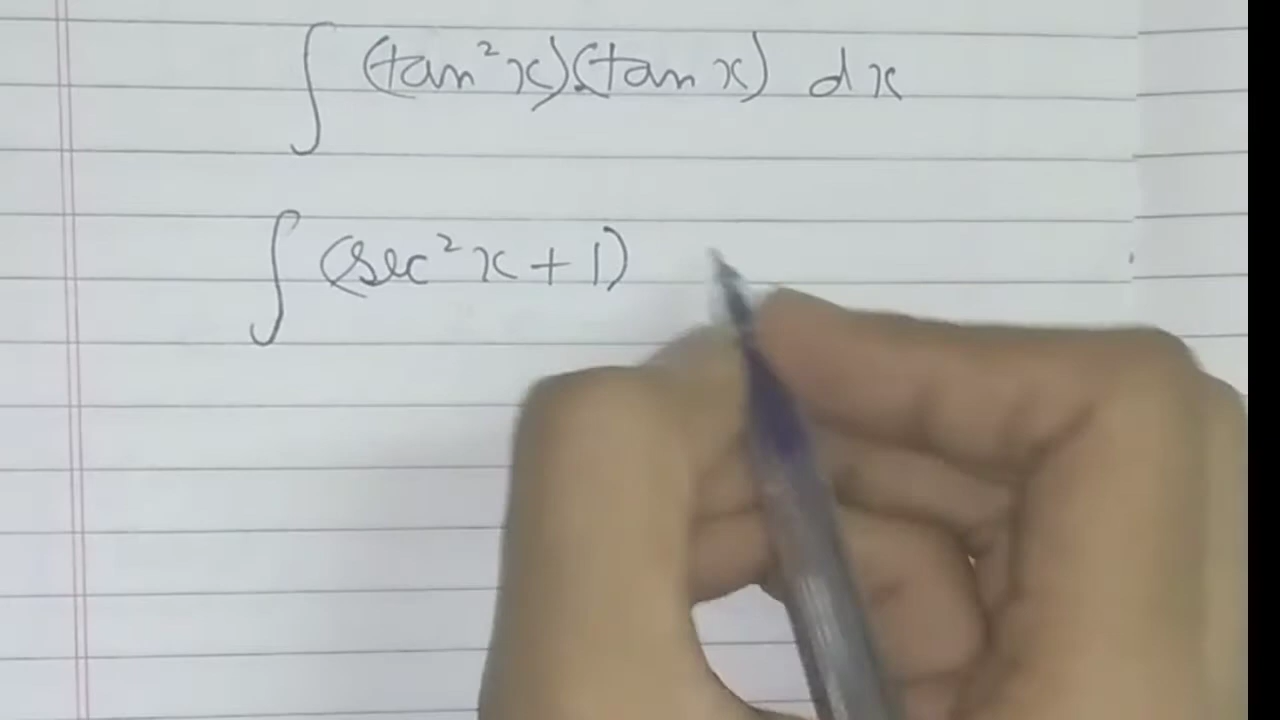 ∫ (tan²x)(tan x) dx
∫ (sec²x + 1)